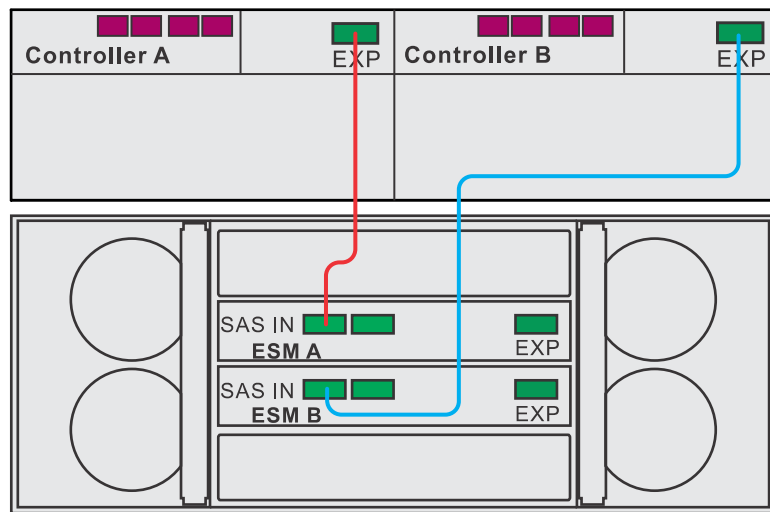 Controller A
EXP
Controller B
EXP
SAS IN
ESM A
EXP
SAS IN
ESM B
EXP